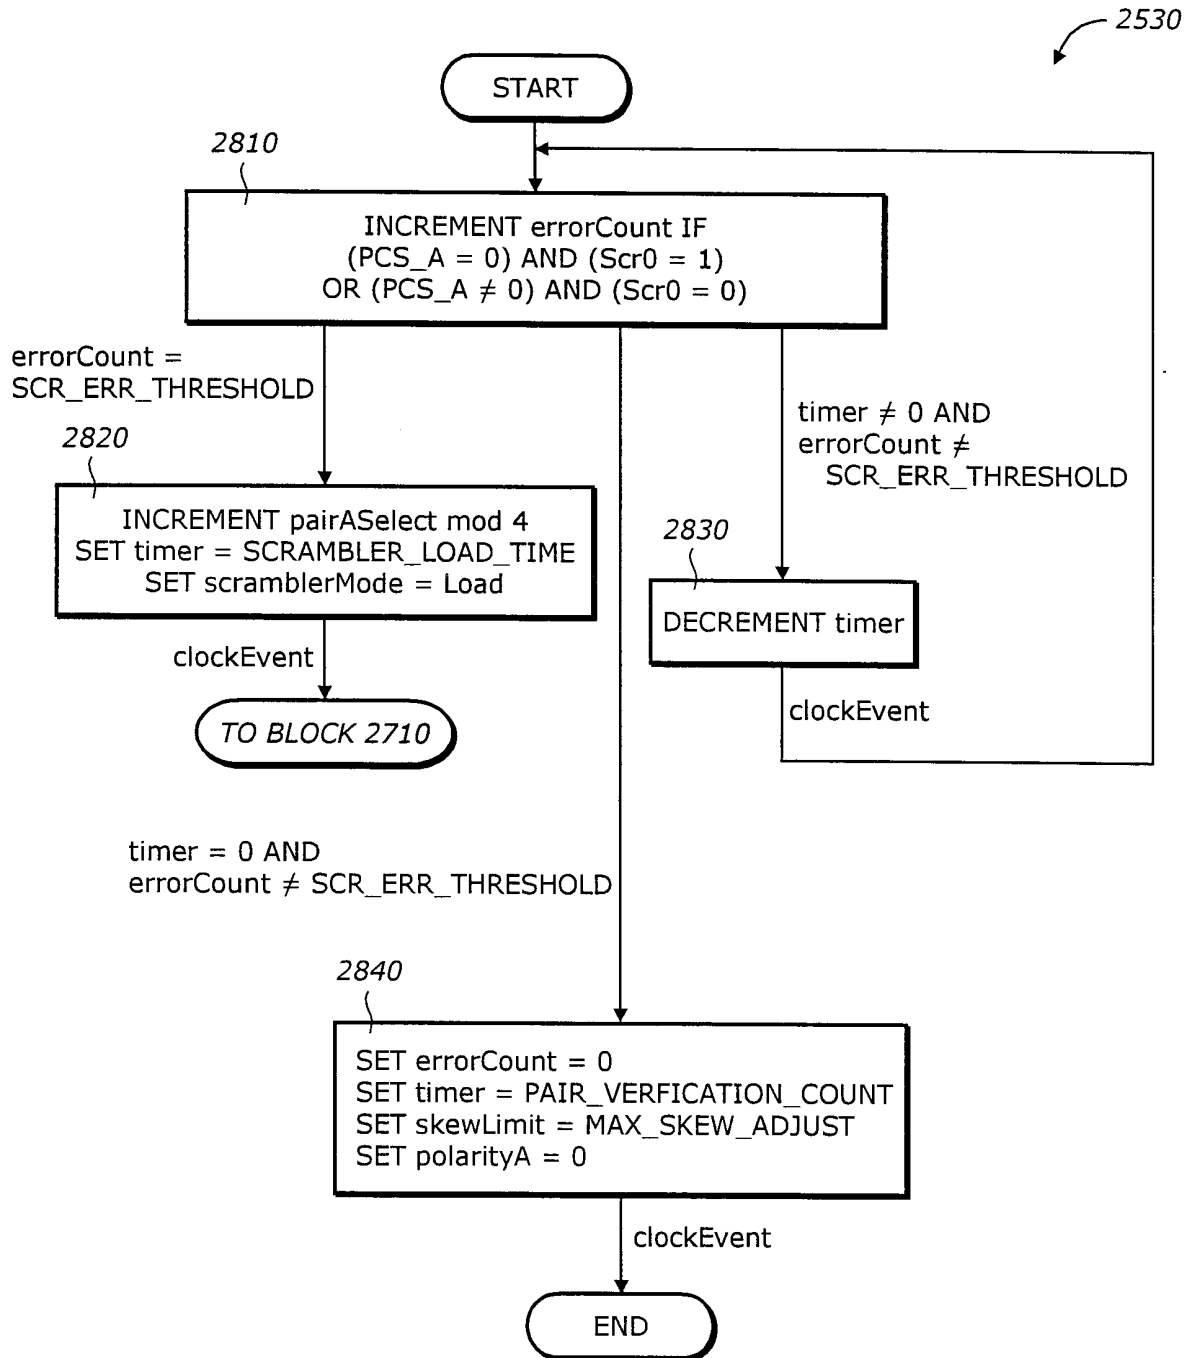 2530
START
2810
INCREMENT errorCount IF
(PCS_A = 0) AND (Scr0 = 1)
OR (PCS_A ≠ 0) AND (Scr0 = 0)
errorCount =
SCR_ERR_THRESHOLD
timer ≠ 0 AND
errorCount ≠
SCR_ERR_THRESHOLD
2820
INCREMENT pairASelect mod 4
SET timer = SCRAMBLER_LOAD_TIME
SET scramblerMode = Load
2830
DECREMENT timer
clockEvent
TO BLOCK 2710
clockEvent
timer = 0 AND
errorCount ≠ SCR_ERR_THRESHOLD
2840
SET errorCount = 0
SET timer = PAIR_VERFICATION_COUNT
SET skewLimit = MAX_SKEW_ADJUST
SET polarityA = 0
clockEvent
END